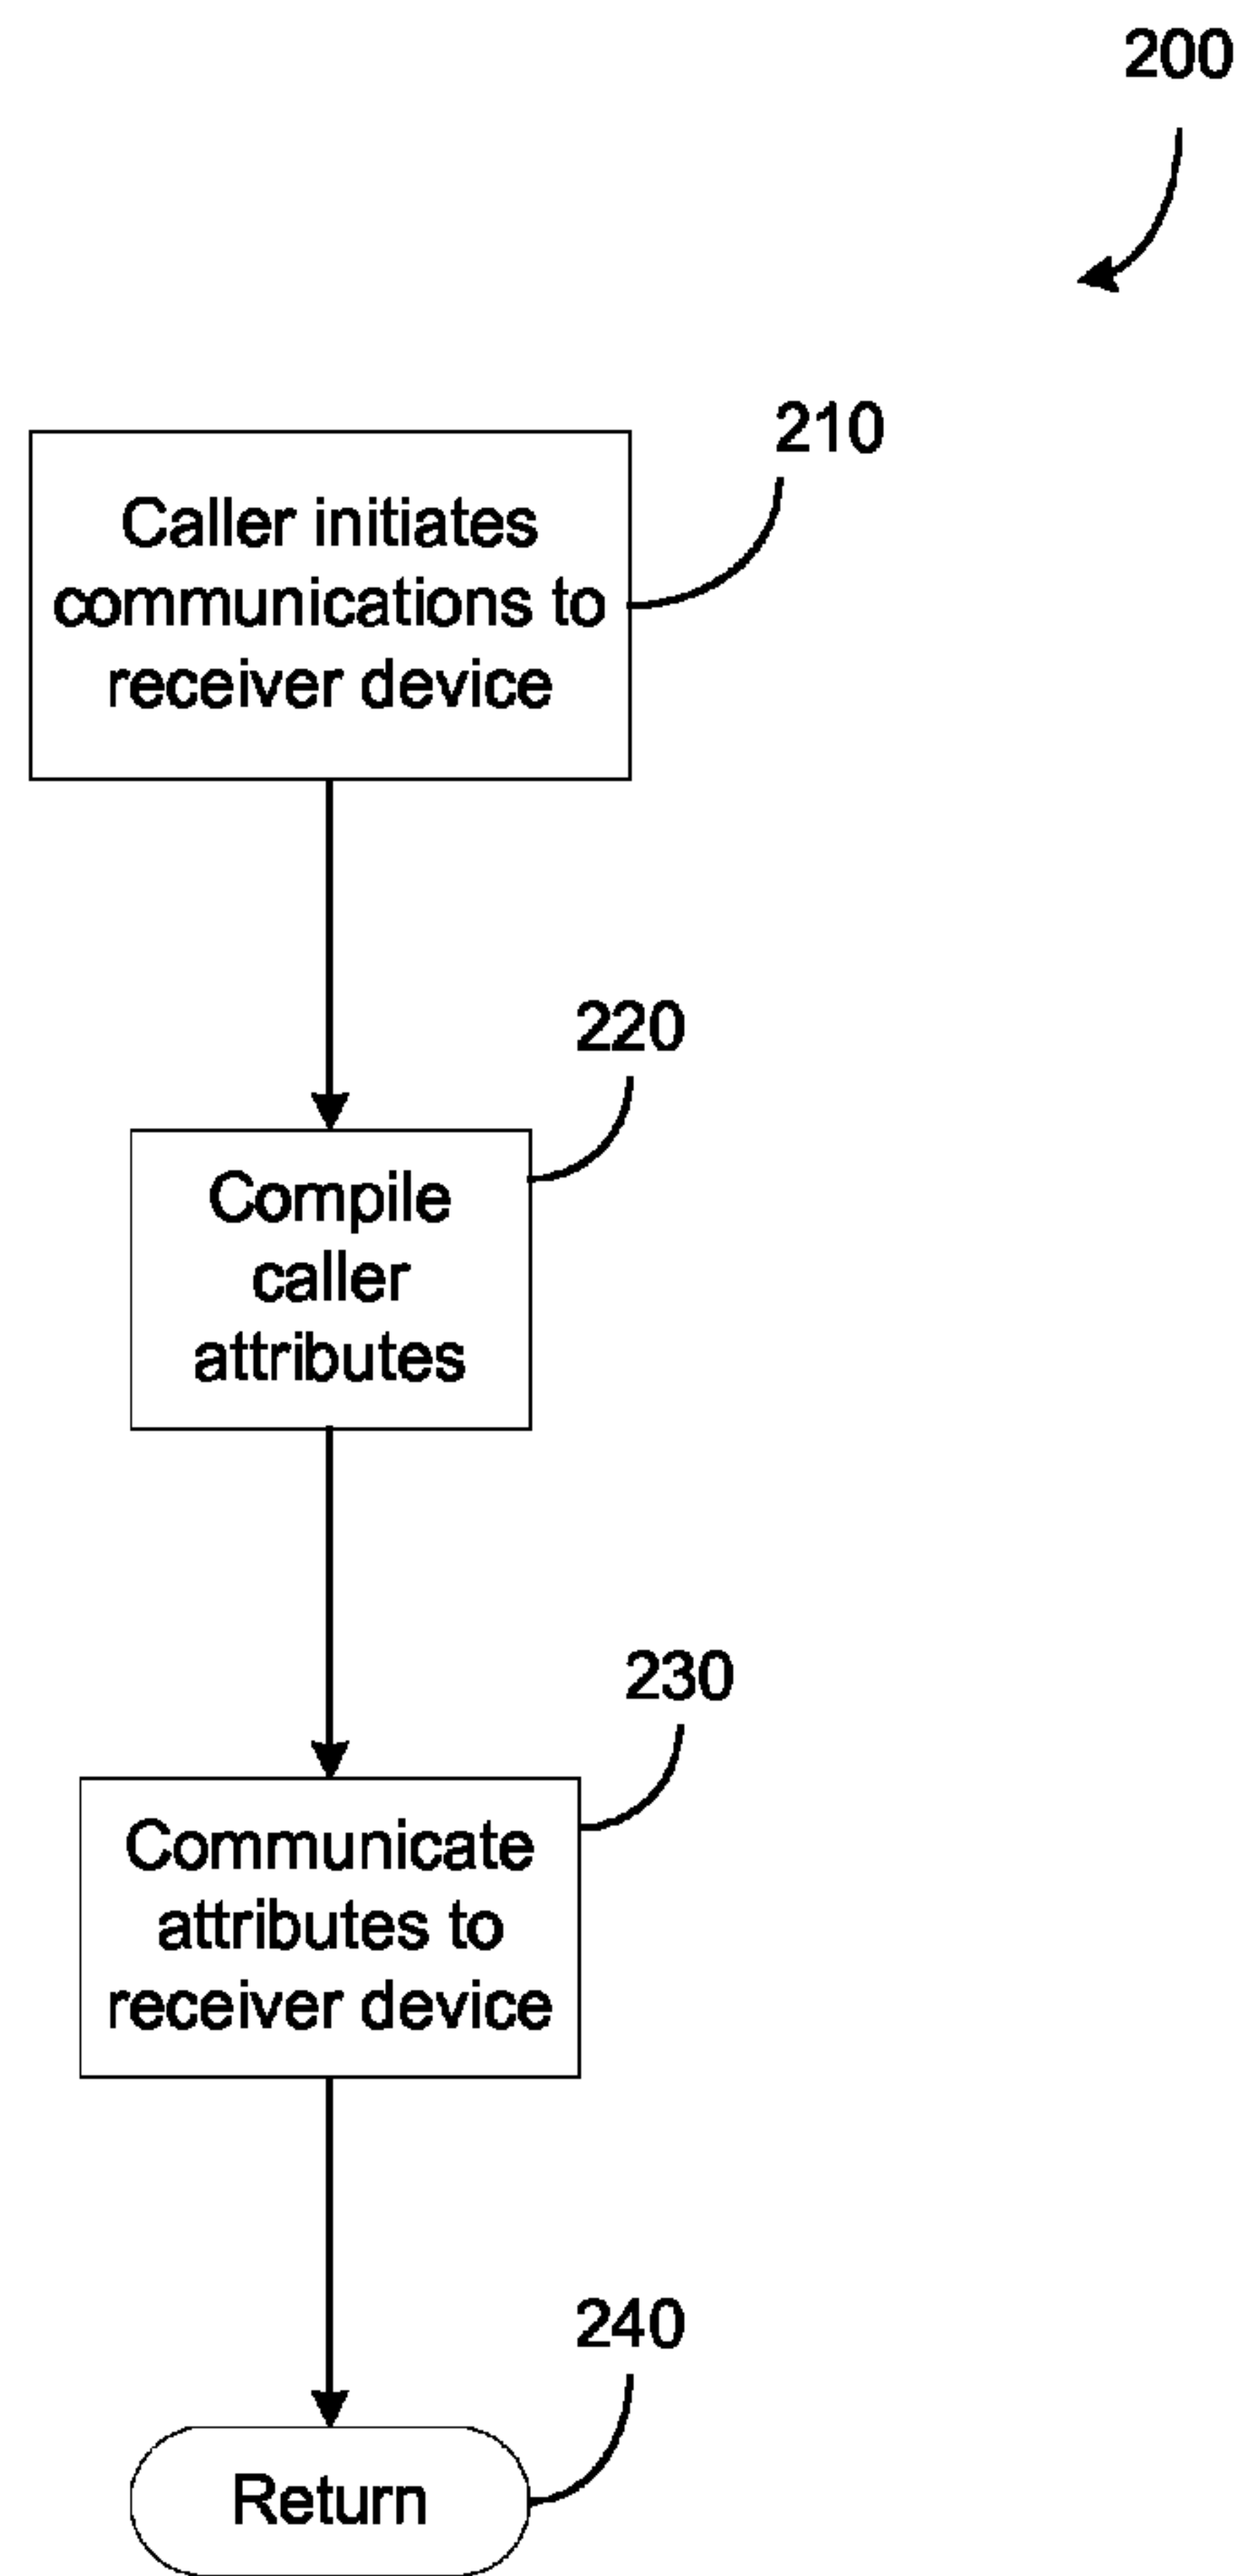 200
210
Caller initiates
communications to
receiver device
220
Compile
caller
attributes
230
Communicate
attributes to
receiver device
240
Return